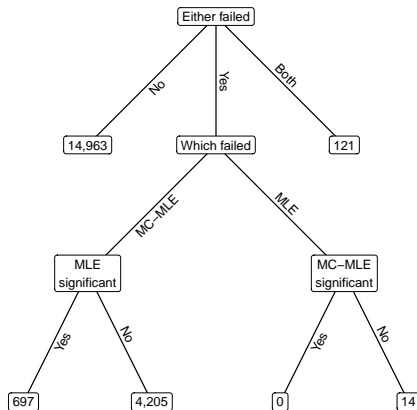 Either failed
No
Yes
Both
14,963
Which failed
121
MC−MLE
MLE
MLE
significant
MC−MLE
significant
Yes
No
Yes
No
697
4,205
0
14